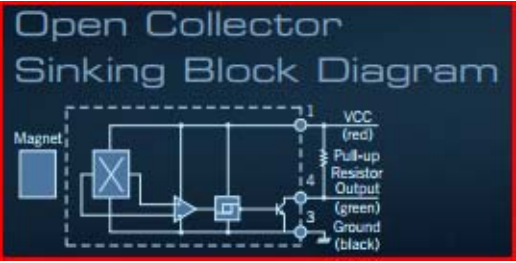 Open Collector
Sinking Block Diagram
1
VCC
(red)
Magnet
Pull-up
Resistor
4
Output
(green)
3
Ground
(black)